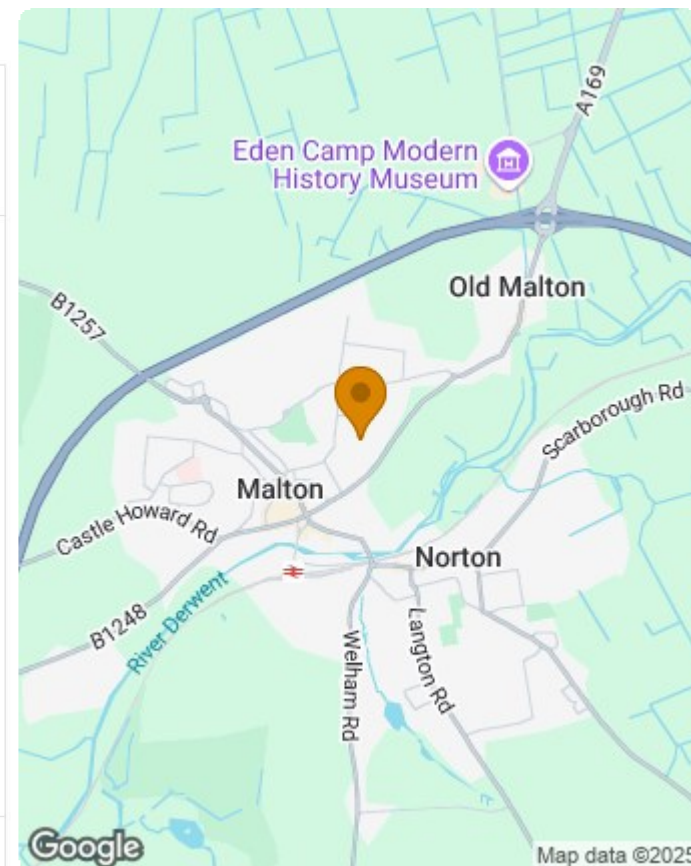 A169
Eden Camp Modern
History Museum
Old Malton
B1257
Scarborough Rd
Malton
Castle Howard Rd
Norton
B1248
River Derwent
Welham Rd
Langton Rd
Google
Map data ©2025